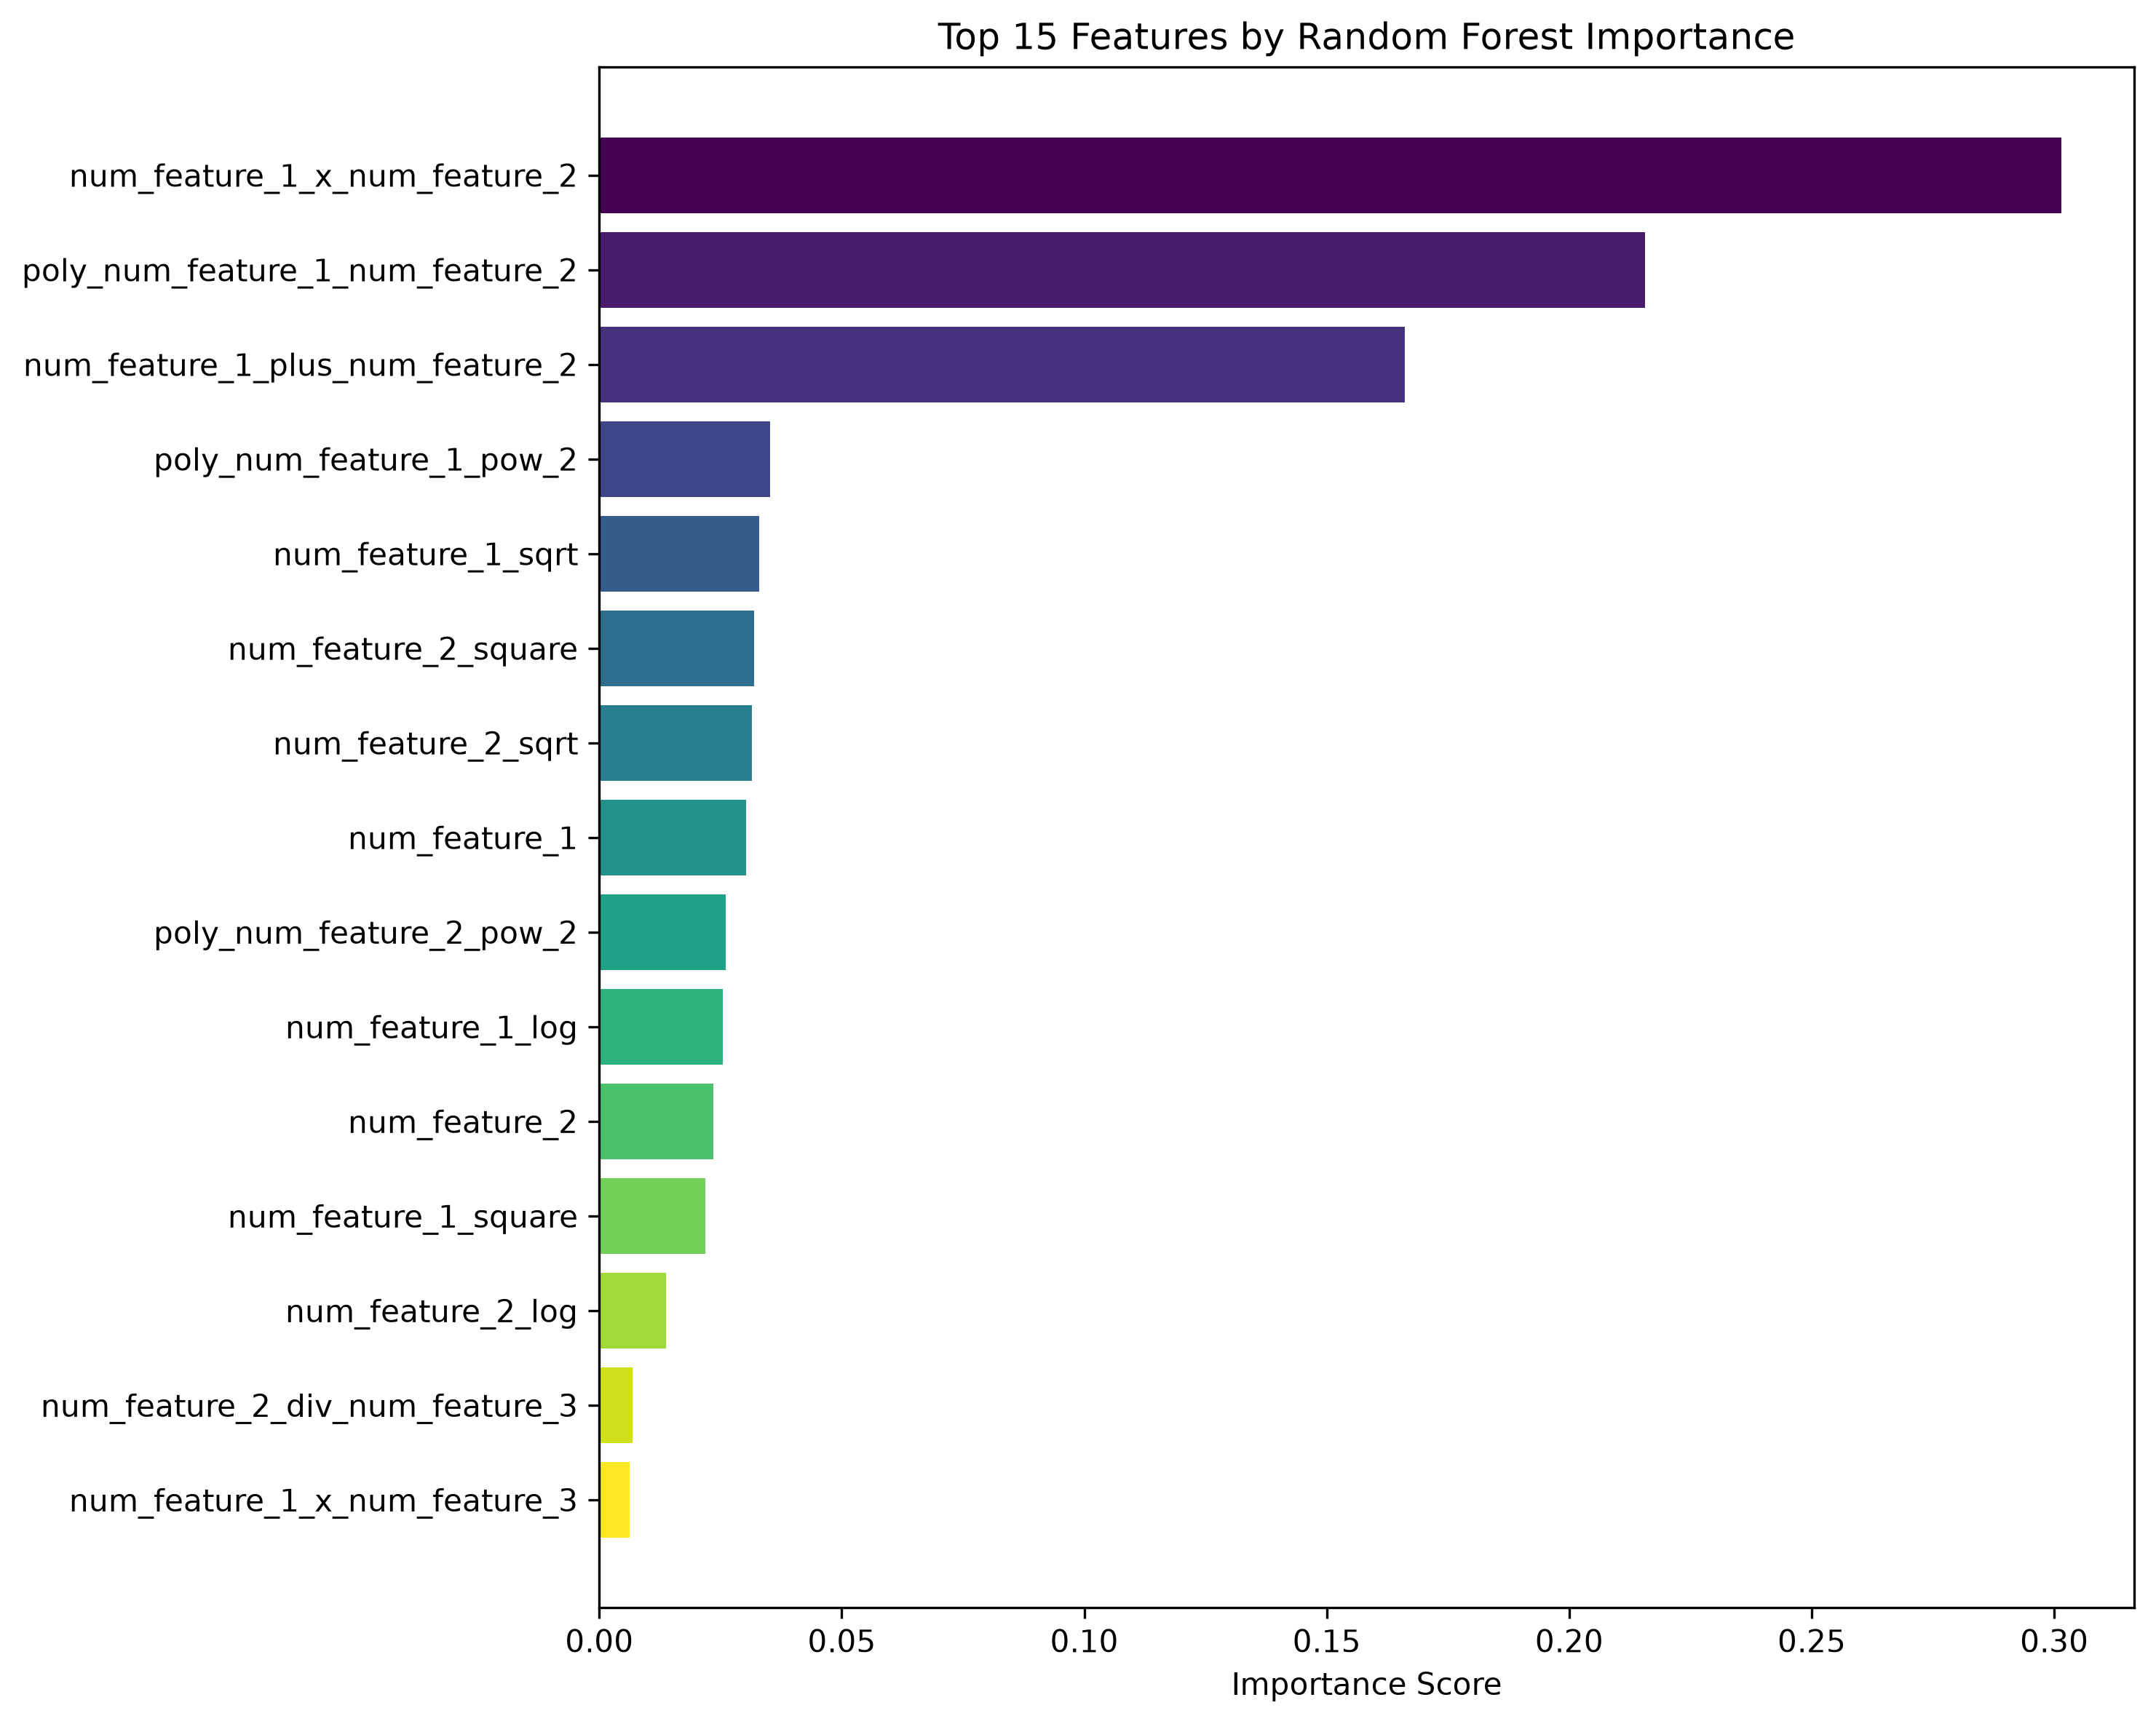 Top 15 Features by Random Forest Importance
num_feature_1_x_num_feature_2
poly_num_feature_1_num_feature_2
num_feature_1_plus_num_feature_2
poly_num_feature_1_pow_2
num_feature_1_sqrt
num_feature_2_square
num_feature_2_sqrt
num_feature_1
poly_num_feature_2_pow_2
num_feature_1_log
num_feature_2
num_feature_1_square
num_feature_2_log
num_feature_2_div_num_feature_3
num_feature_1_x_num_feature_3
0.00 0.05 0.10 0.15 0.20 0.25 0.30
Importance Score